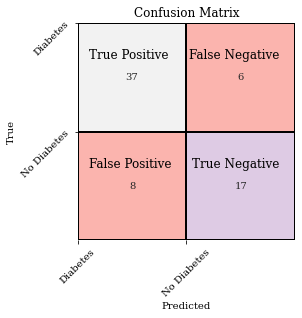 Confusion Matrix
Diabetes
True Positive
37
False Negative
6
True
No Diabetes
False Positive
8
True Negative
17
Diabetes
No Diabetes
Predicted